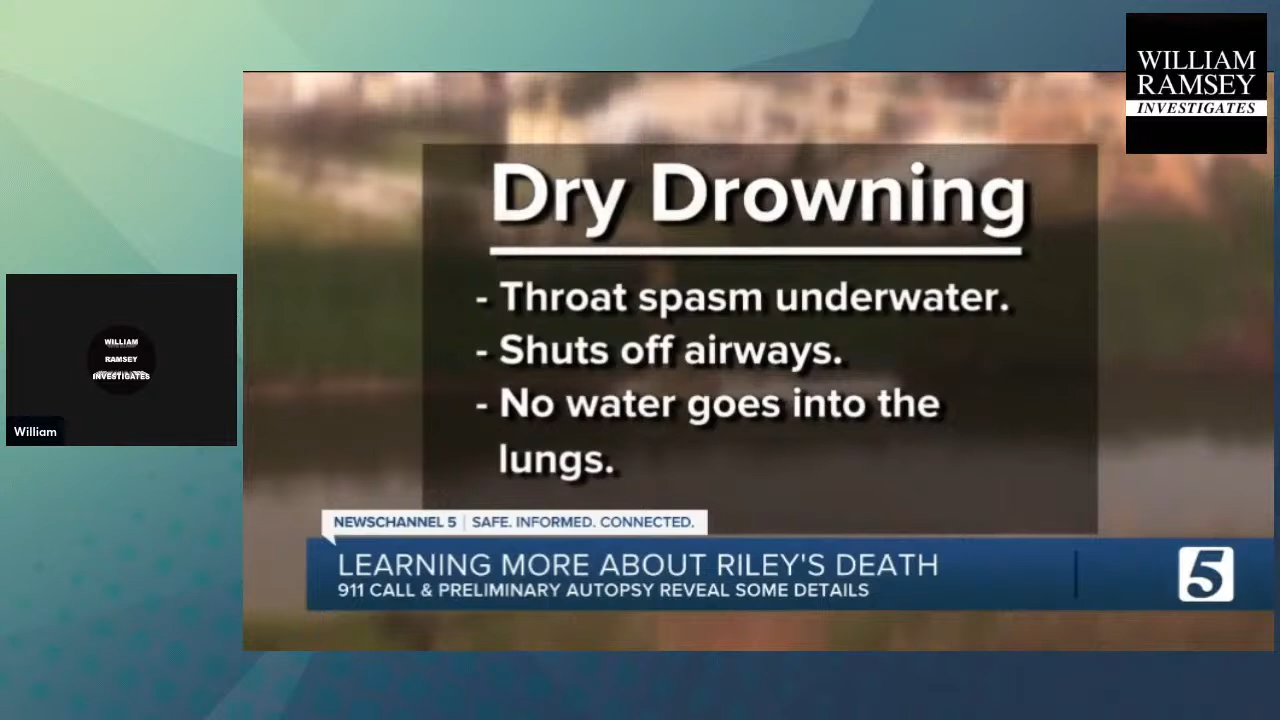 WILLIAM
RAMSEY
INVESTIGATES
Dry Drowning
- Throat spasm underwater.
- Shuts off airways.
- No water goes into the
lungs.
WILLIAM
RAMSEY
INVESTIGATES
William
NEWSCHANNEL 5 | SAFE. INFORMED. CONNECTED.
LEARNING MORE ABOUT RILEY'S DEATH
911 CALL & PRELIMINARY AUTOPSY REVEAL SOME DETAILS
5